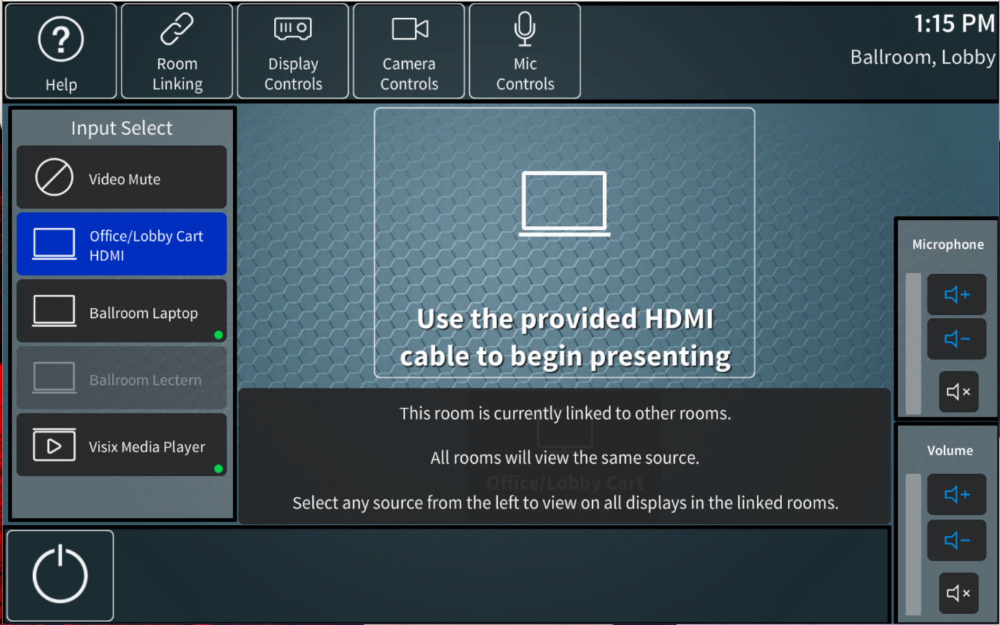 Help
Room
Linking
Display
Controls
Camera
Controls
Mic
Controls
1:15 PM
Ballroom, Lobby
Input Select
Video Mute
Office/Lobby Cart
HDMI
Ballroom Laptop
Ballroom Lectern
Visix Media Player
Use the provided HDMI
cable to begin presenting
This room is currently linked to other rooms.
All rooms will view the same source.
Office/Lobby Cart
Select any source from the left to view on all displays in the linked rooms.
Microphone
Volume